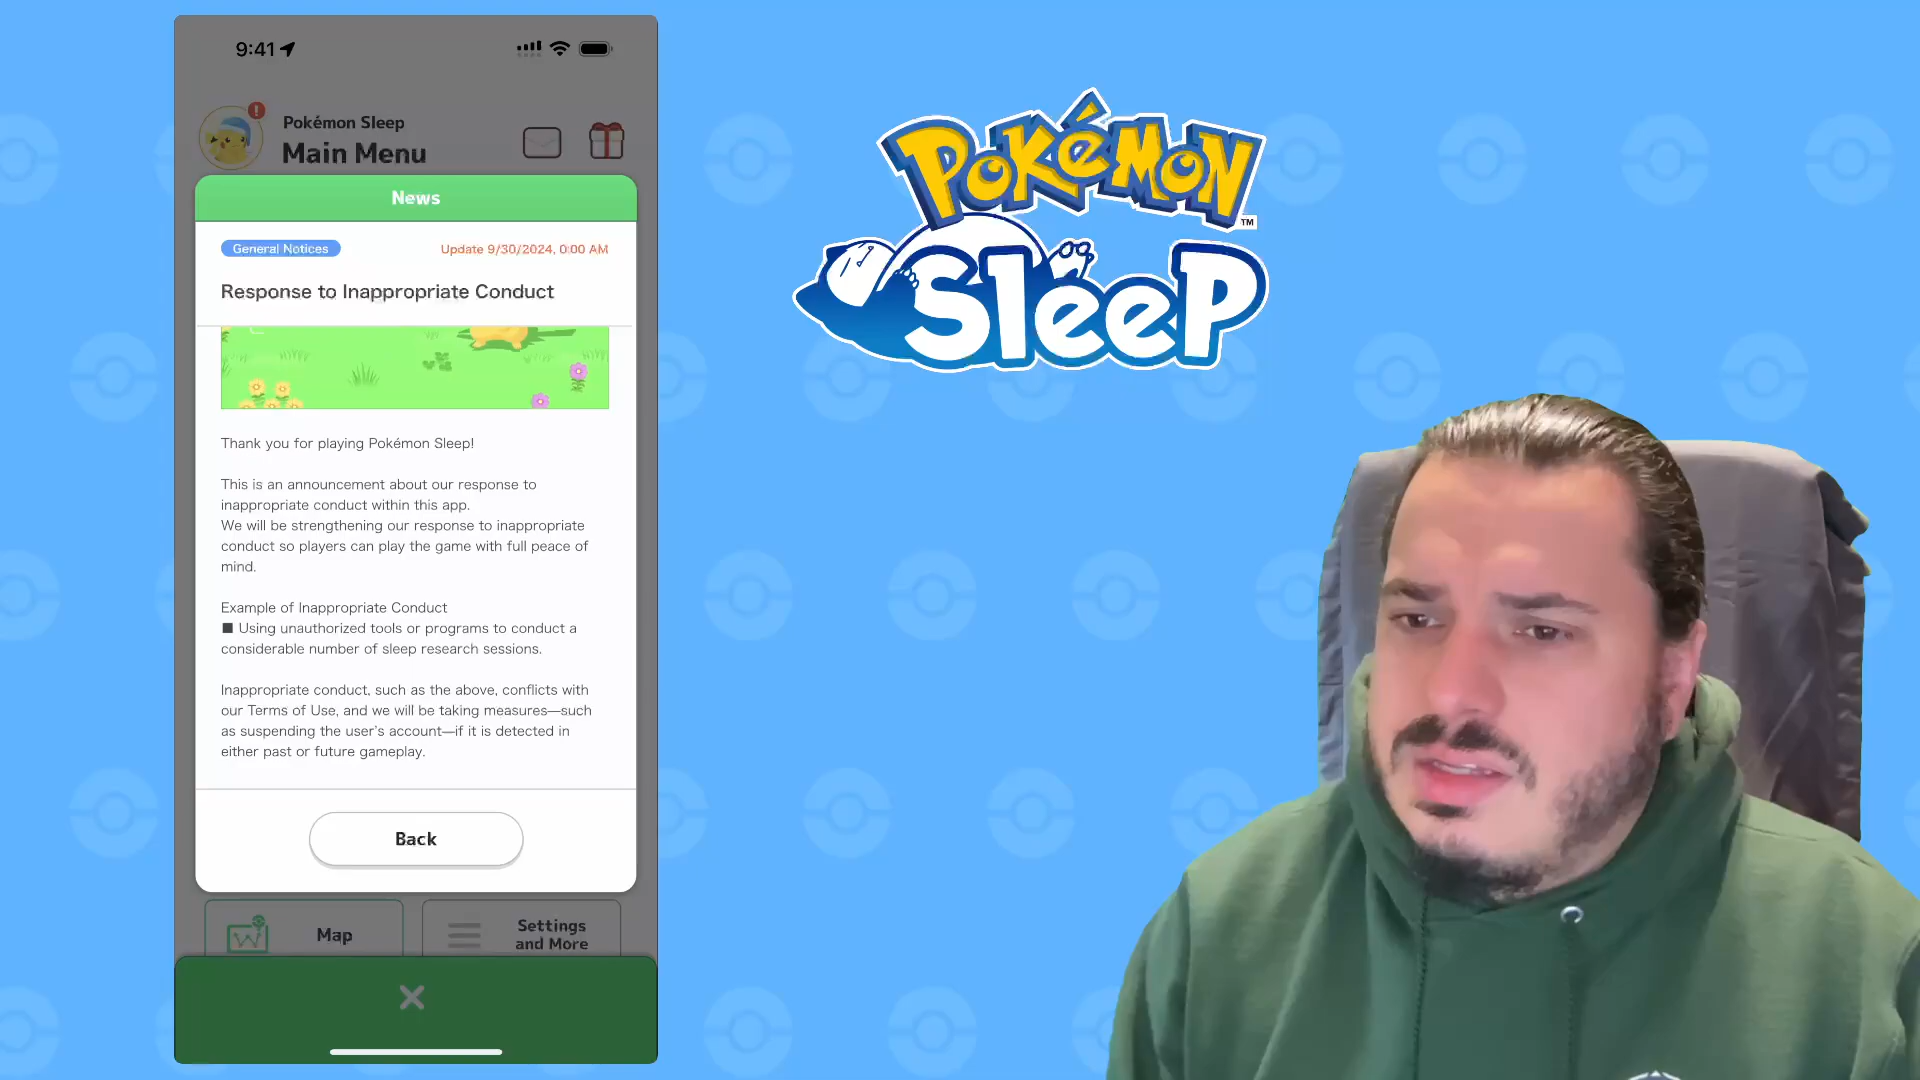 9:41
Pokémon Sleep
Main Menu
News
General Notices
Update 9/30/2024, 0:00 AM
Response to Inappropriate Conduct
Thank you for playing Pokémon Sleep!
This is an announcement about our response to
inappropriate conduct within this app.
We will be strengthening our response to inappropriate
conduct so players can play the game with full peace of
mind.
Example of Inappropriate Conduct
■ Using unauthorized tools or programs to conduct a
considerable number of sleep research sessions.
Inappropriate conduct, such as the above, conflicts with
our Terms of Use, and we will be taking measures—such
as suspending the user's account—if it is detected in
either past or future gameplay.
Back
Map
Settings
and More
POKéMON
TM
Sleep